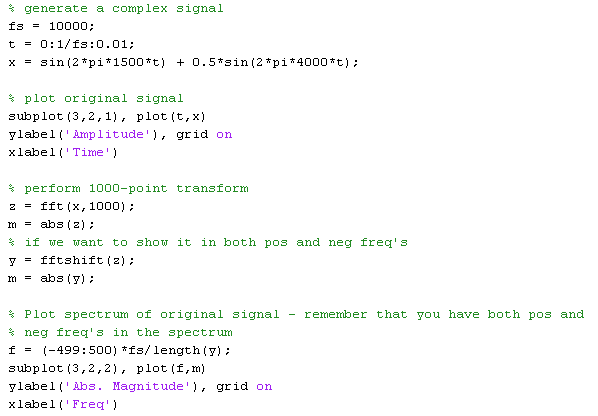 % generate a complex signal
fs = 10000;
t = 0:1/fs:0.01;
x = sin(2*pi*1500*t) + 0.5*sin(2*pi*4000*t);
% plot original signal
subplot(3,2,1), plot(t,x)
ylabel('Amplitude'), grid on
xlabel('Time')
% perform 1000-point transform
z = fft(x,1000);
m = abs(z);
% if we want to show it in both pos and neg freq's
y = fftshift(z);
m = abs(y);
% Plot spectrum of original signal - remember that you have both pos and
% neg freq's in the spectrum
f = (-499:500)*fs/length(y);
subplot(3,2,2), plot(f,m)
ylabel('Abs. Magnitude'), grid on
xlabel('Freq')